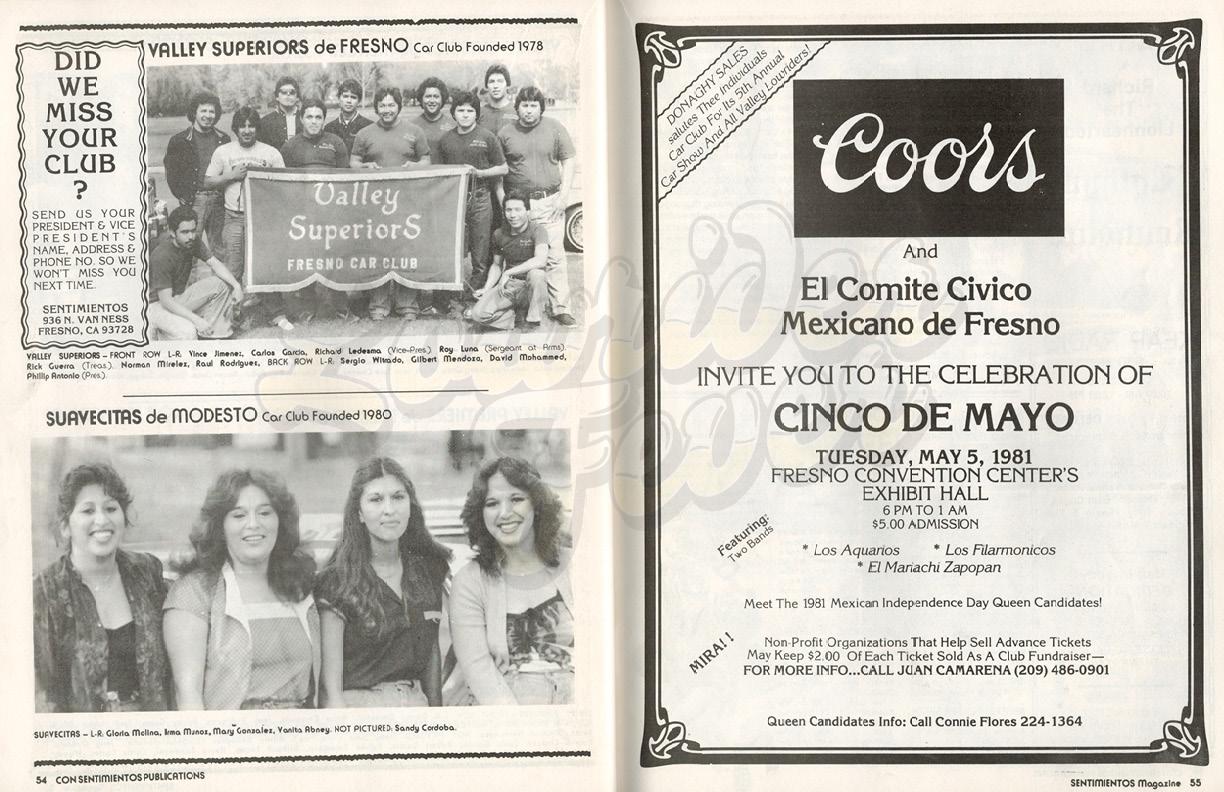 VALLEY SUPERIORS de FRESNO Car Club Founded 1978
DID
WE
MISS
YOUR
CLUB
?
SEND US YOUR
PRESIDENT & VICE
PRESIDENT'S
NAME, ADDRESS &
PHONE NO. SO WE
WON'T MISS YOU
NEXT TIME.
SENTIMIENTOS
936 N. VAN NESS
FRESNO, CA 93728
Valley
SuperiorS
FRESNO CAR CLUB
VALLEY SUPERIORS – FRONT ROW L-R: Vince Jimenez, Carlos Garcia, Richard Ledesma (Vice-Pres.) Roy Luna (Sergeant at Arms),
Rick Guerra (Treas.), Norman Mirelez, Raul Rodriguez, BACK ROW L-R: Sergio Witrado, Gilbert Mendoza, David Mohammed,
Phillip Antonio (Pres.)
SUAVECITAS de MODESTO Car Club Founded 1980
SUAVECITAS – L-R: Gloria Molina, Irma Munoz, Mary Gonzalez, Vanita Abney. NOT PICTURED: Sandy Cordoba.
54 CON SENTIMIENTOS PUBLICATIONS
DONAGHY SALES
salutes Thee Individuals
Car Club For Its 5th Annual
Car Show And All Valley Lowriders!
Coors
And
El Comite Civico
Mexicano de Fresno
INVITE YOU TO THE CELEBRATION OF
CINCO DE MAYO
TUESDAY, MAY 5, 1981
FRESNO CONVENTION CENTER'S
EXHIBIT HALL
6 PM TO 1 AM
$5.00 ADMISSION
Featuring:
Two Bands
* Los Aquarios * Los Filarmonicos
* El Mariachi Zapopan
Meet The 1981 Mexican Independence Day Queen Candidates!
MIRA!!
Non-Profit Organizations That Help Sell Advance Tickets
May Keep $2.00 Of Each Ticket Sold As A Club Fundraiser—
FOR MORE INFO...CALL JUAN CAMARENA (209) 486-0901
Queen Candidates Info: Call Connie Flores 224-1364
SENTIMIENTOS Magazine 55